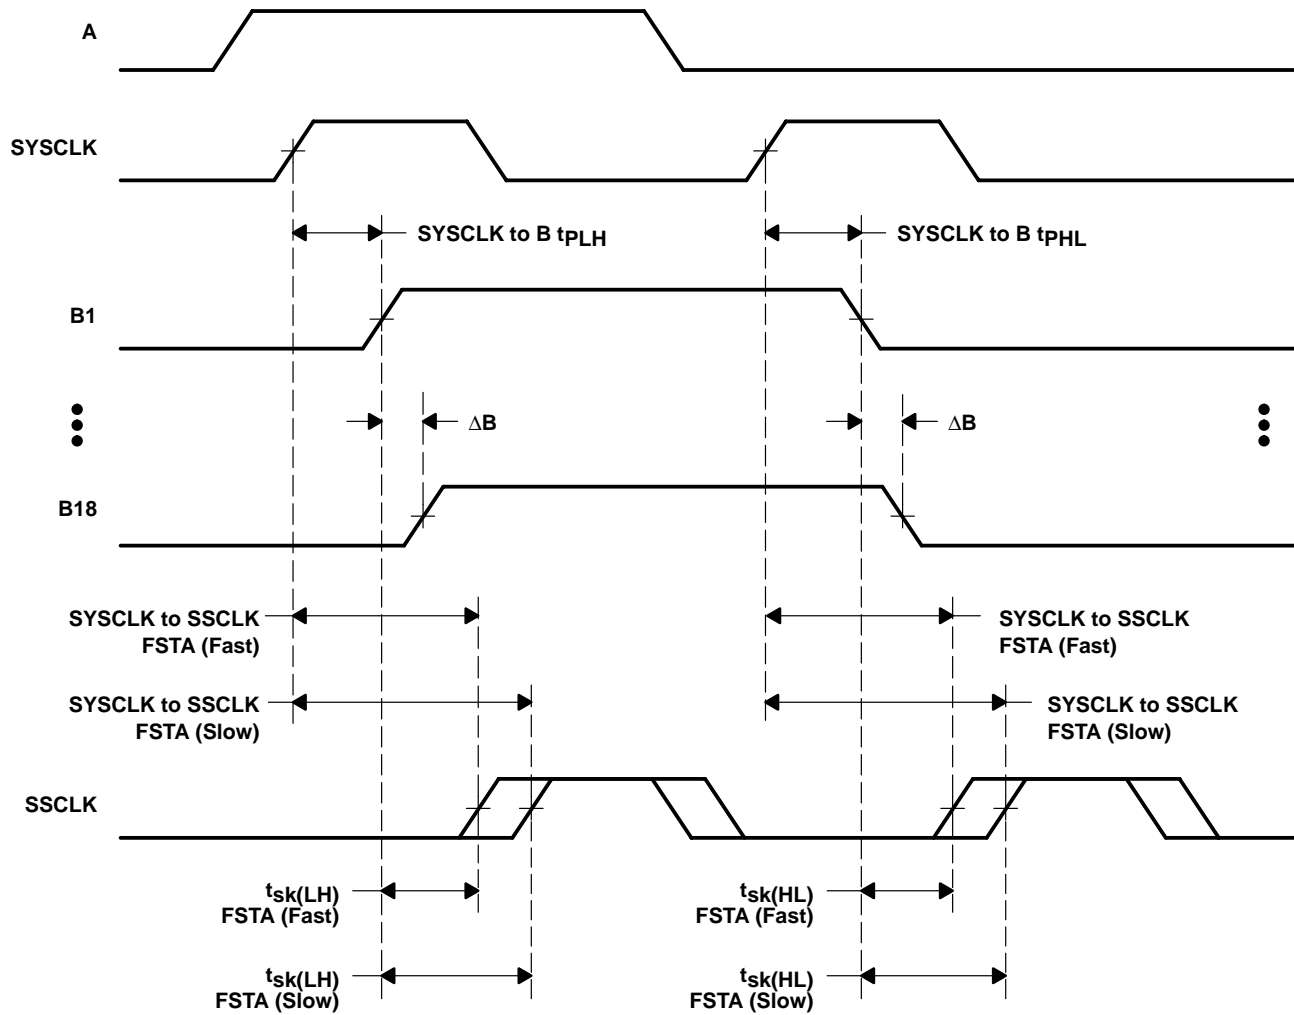 A
SYSCLK
SYSCLK to B tPLH
SYSCLK to B tPHL
B1
ΔB
ΔB
B18
SYSCLK to SSCLK
FSTA (Fast)
SYSCLK to SSCLK
FSTA (Fast)
SYSCLK to SSCLK
FSTA (Slow)
SYSCLK to SSCLK
FSTA (Slow)
SSCLK
tsk(LH)
FSTA (Fast)
tsk(HL)
FSTA (Fast)
tsk(LH)
FSTA (Slow)
tsk(HL)
FSTA (Slow)